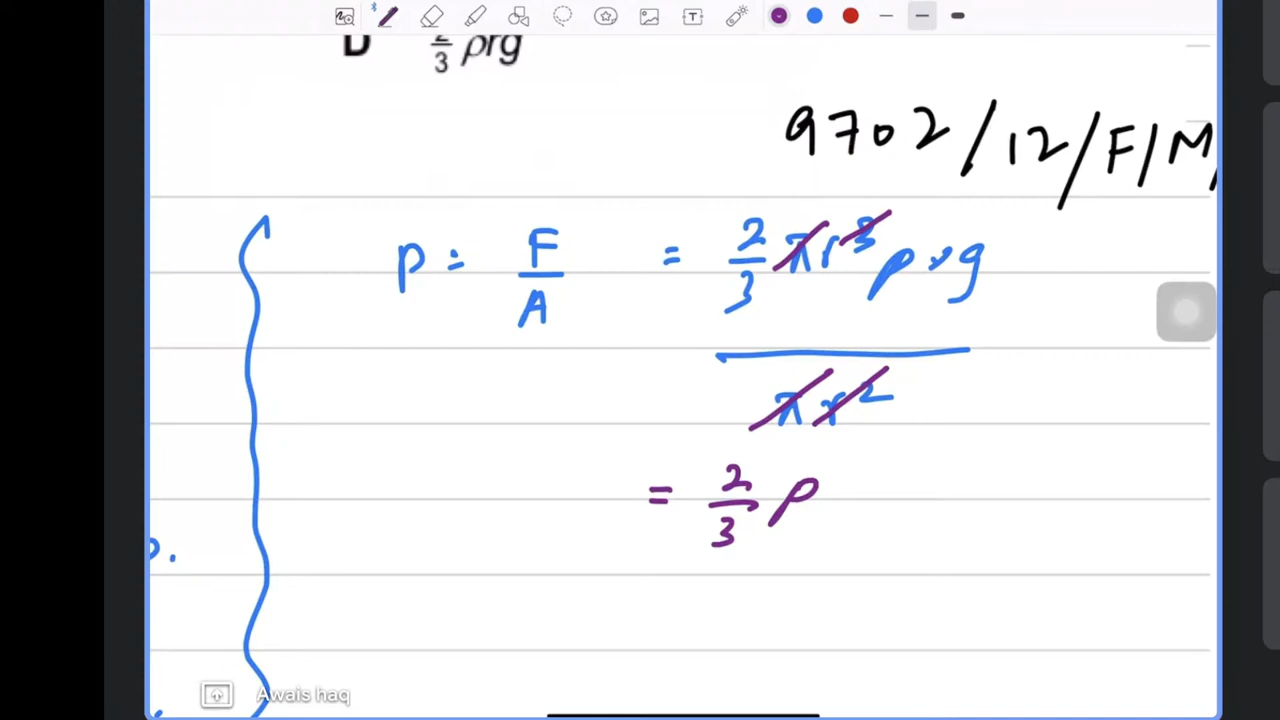 D 2/3 ρrg
9702/12/F/M/
p = F/A = 2/3 πr³ρ×g / πr²
= 2/3 ρ
Awais haq